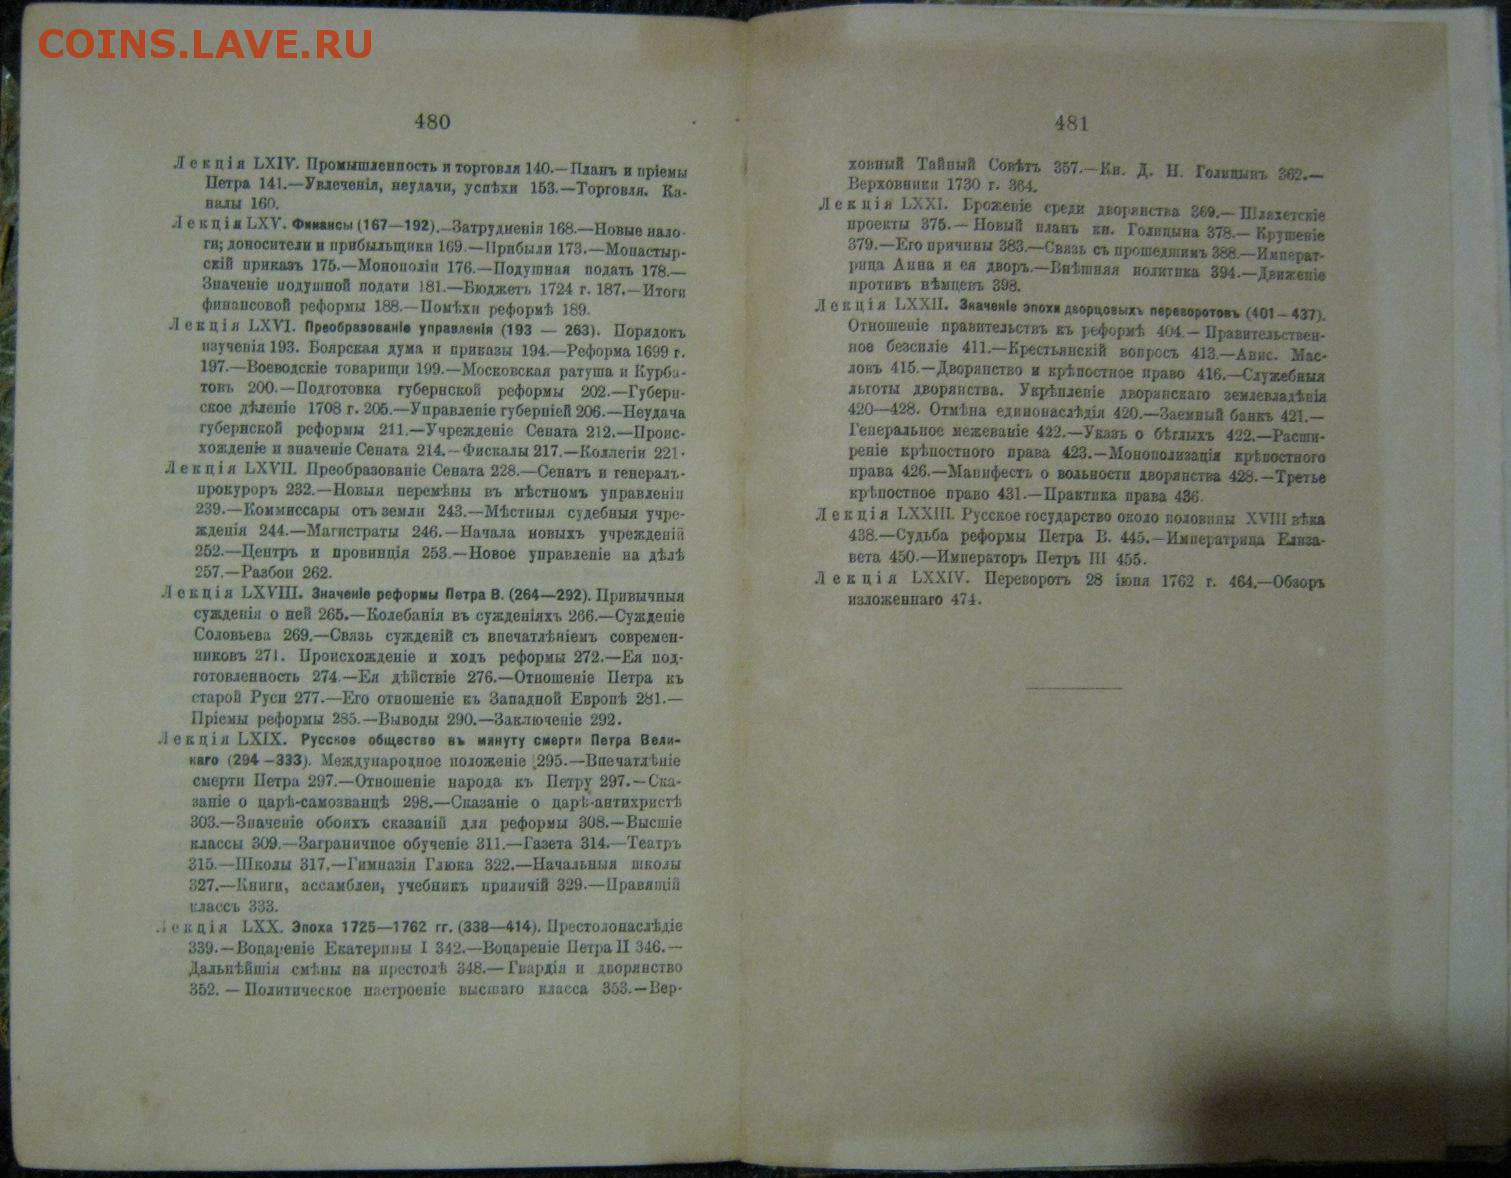 COINS.LAVE.RU
480
Лекція LXIV. Промышленность и торговля 140.—Планъ и пріемы
Петра 141.—Увлеченія, неудачи, успѣхи 153.—Торговля. Ка-
налы 160.
Лекція LXV. Финансы (167—192).—Затрудненія 168.—Новые нало-
ги; доносители и прибыльщики 169.—Прибыли 173.—Монастыр-
скій приказъ 175.—Монополіи 176.—Подушная подать 178.—
Значеніе подушной подати 181.—Бюджетъ 1724 г. 187.—Итоги
финансовой реформы 188.—Помѣхи реформѣ 189.
Лекція LXVI. Преобразованіе управленія (193 — 263). Порядокъ
изученія 193. Боярская дума и приказы 194.—Реформа 1699 г.
197.—Воеводскіе товарищи 199.—Московская ратуша и Курба-
товъ 200.—Подготовка губернской реформы 202.—Губерн-
ское дѣленіе 1708 г. 205.—Управленіе губерніей 206.—Неудача
губернской реформы 211.—Учрежденіе Сената 212.—Проис-
хожденіе и значеніе Сената 214.—Фискалы 217.—Коллегіи 221.
Лекція LXVII. Преобразованіе Сената 228.—Сенатъ и генералъ-
прокуроръ 232.—Новыя перемѣны въ мѣстномъ управленіи
239.—Коммиссары отъ земли 243.—Мѣстныя судебныя учре-
жденія 244.—Магистраты 246.—Начала новыхъ учрежденій
252.—Центръ и провинція 253.—Новое управленіе на дѣлѣ
257.—Разбои 262.
Лекція LXVIII. Значеніе реформы Петра В. (264—292). Привычныя
сужденія о ней 265.—Колебанія въ сужденіяхъ 266.—Сужденіе
Соловьева 269.—Связь сужденій съ впечатлѣніемъ современ-
никовъ 271. Происхожденіе и ходъ реформы 272.—Ея под-
готовленность 274.—Ея дѣйствіе 276.—Отношеніе Петра къ
старой Руси 277.—Его отношеніе къ Западной Европѣ 281.—
Пріемы реформы 285.—Выводы 290.—Заключеніе 292.
Лекція LXIX. Русское общество въ минуту смерти Петра Вели-
каго (294—333). Международное положеніе 295.—Впечатлѣніе
смерти Петра 297.—Отношеніе народа къ Петру 297.—Ска-
заніе о царѣ-самозванцѣ 298.—Сказаніе о царѣ-антихристѣ
303.—Значеніе обоихъ сказаній для реформы 308.—Высшіе
классы 309.—Заграничное обученіе 311.—Газета 314.—Театръ
315.—Школы 317.—Гимназія Глюка 322.—Начальныя школы
327.—Книги, ассамблеи, учебникъ приличій 329.—Правящій
классъ 333.
Лекція LXX. Эпоха 1725—1762 гг. (338—414). Престолонаслѣдіе
339.—Воцареніе Екатерины I 342.—Воцареніе Петра II 346.—
Дальнѣйшія смѣны на престолѣ 348.—Гвардія и дворянство
352. — Политическое настроеніе высшаго класса 353.—Вер-
481
ховный Тайный Совѣтъ 357.—Кн. Д. Н. Голицынъ 362.—
Верховники 1730 г. 364.
Лекція LXXI. Броженіе среди дворянства 369.—Шляхетскіе
проекты 375.—Новый планъ кн. Голицына 378.—Крушеніе
379.—Его причины 383.—Связь съ прошедшимъ 388.—Императ-
рица Анна и ея дворъ.—Внѣшняя политика 394.—Движеніе
противъ нѣмцевъ 398.
Лекція LXXII. Значеніе эпохи дворцовыхъ переворотовъ (401—437).
Отношеніе правительствъ къ реформѣ 404.—Правительствен-
ное безсиліе 411.—Крестьянскій вопросъ 413.—Анис. Мас-
ловъ 415.—Дворянство и крѣпостное право 416.—Служебныя
льготы дворянства. Укрѣпленіе дворянскаго землевладѣнія
420—428. Отмѣна единонаслѣдія 420.—Заемный банкъ 421.—
Генеральное межеваніе 422.—Указъ о бѣглыхъ 422.—Расши-
реніе крѣпостного права 423.—Монополизація крѣпостного
права 426.—Манифестъ о вольности дворянства 428.—Третье
крѣпостное право 431.—Практика права 436.
Лекція LXXIII. Русское государство около половины XVIII вѣка
438.—Судьба реформы Петра В. 445.—Императрица Елиза-
вета 450.—Императоръ Петръ III 455.
Лекція LXXIV. Переворотъ 28 іюня 1762 г. 464.—Обзоръ
изложеннаго 474.